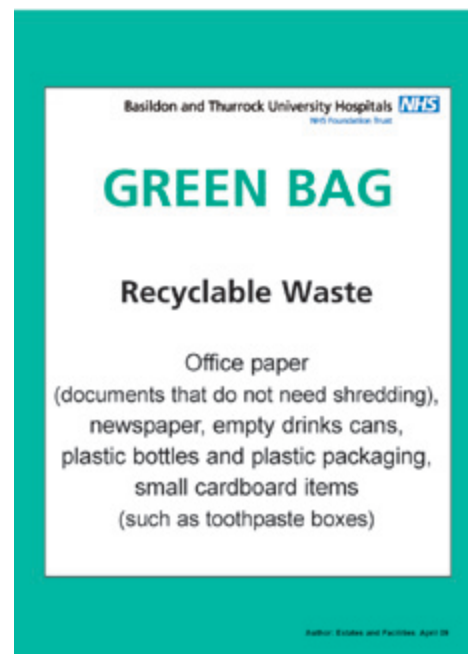 Basildon and Thurrock University Hospitals NHS
NHS Foundation Trust
GREEN BAG
Recyclable Waste
Office paper
(documents that do not need shredding),
newspaper, empty drinks cans,
plastic bottles and plastic packaging,
small cardboard items
(such as toothpaste boxes)
Author: Estates and Facilities, April